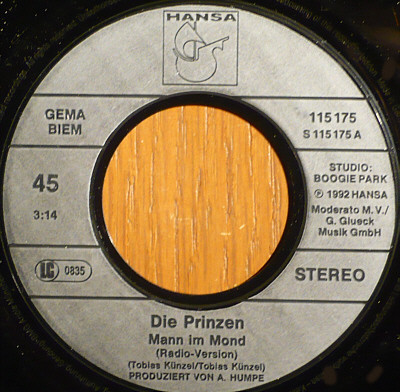 HANSA
GEMA
BIEM
115 175
S 115 175 A
45
3:14
STUDIO:
BOOGIE PARK
Ⓟ 1992 HANSA
Moderato M.V./
G. Glueck
Musik GmbH
LC 0835
STEREO
Die Prinzen
Mann im Mond
(Radio-Version)
(Tobias Künzel/Tobias Künzel)
PRODUZIERT VON A. HUMPE